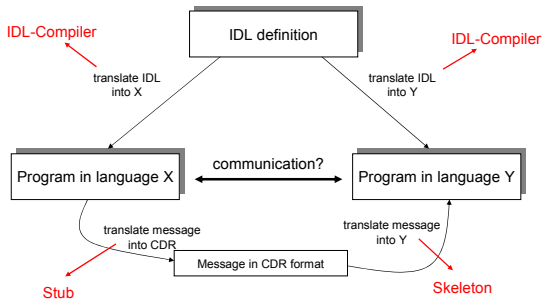 IDL-Compiler
IDL definition
IDL-Compiler
translate IDL
into X
translate IDL
into Y
communication?
Program in language X
Program in language Y
translate message
into CDR
translate message
into Y
Message in CDR format
Stub
Skeleton